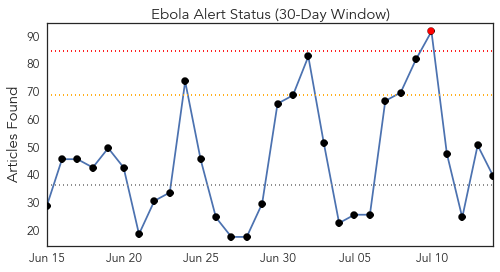 Ebola Alert Status (30-Day Window)
Articles Found
90
80
70
60
50
40
30
20
Jun 15
Jun 20
Jun 25
Jun 30
Jul 05
Jul 10